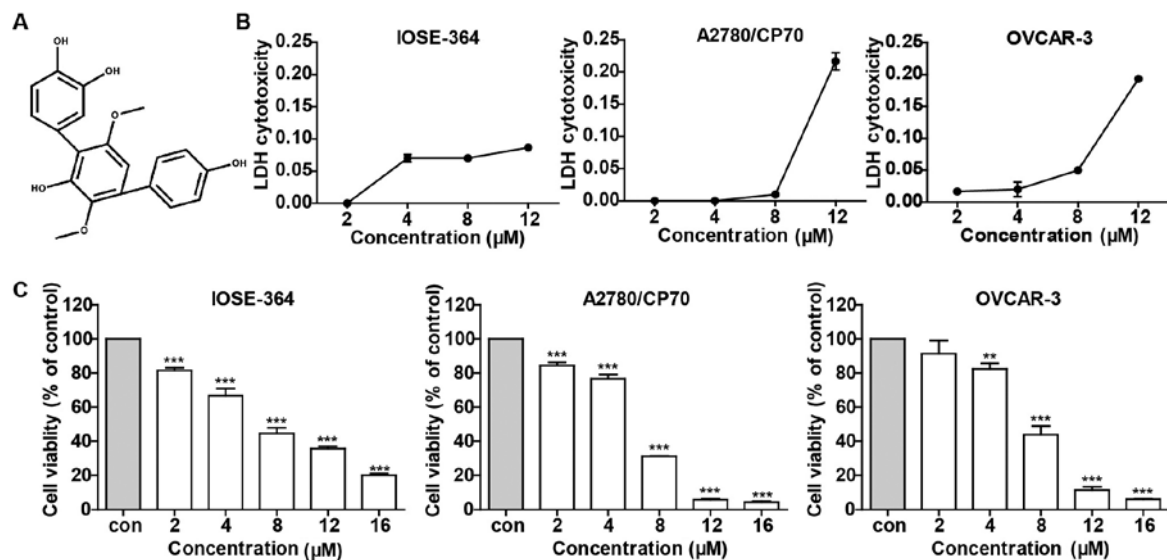 A
OH
OH
O
OH
HO
O
B
IOSE-364
LDH cytotoxicity
0.25
0.20
0.15
0.10
0.05
0.00
2 4 8 12
Concentration (μM)
A2780/CP70
LDH cytotoxicity
0.25
0.20
0.15
0.10
0.05
0.00
2 4 8 12
Concentration (μM)
OVCAR-3
LDH cytotoxicity
0.25
0.20
0.15
0.10
0.05
0.00
2 4 8 12
Concentration (μM)
C
IOSE-364
Cell viablity (% of control)
120
100
80
60
40
20
0
*** *** *** *** ***
con 2 4 8 12 16
Concentration (μM)
A2780/CP70
Cell viablity (% of control)
120
100
80
60
40
20
0
*** *** *** *** ***
con 2 4 8 12 16
Concentration (μM)
OVCAR-3
Cell viablity (% of control)
120
100
80
60
40
20
0
** *** *** ***
con 2 4 8 12 16
Concentration (μM)